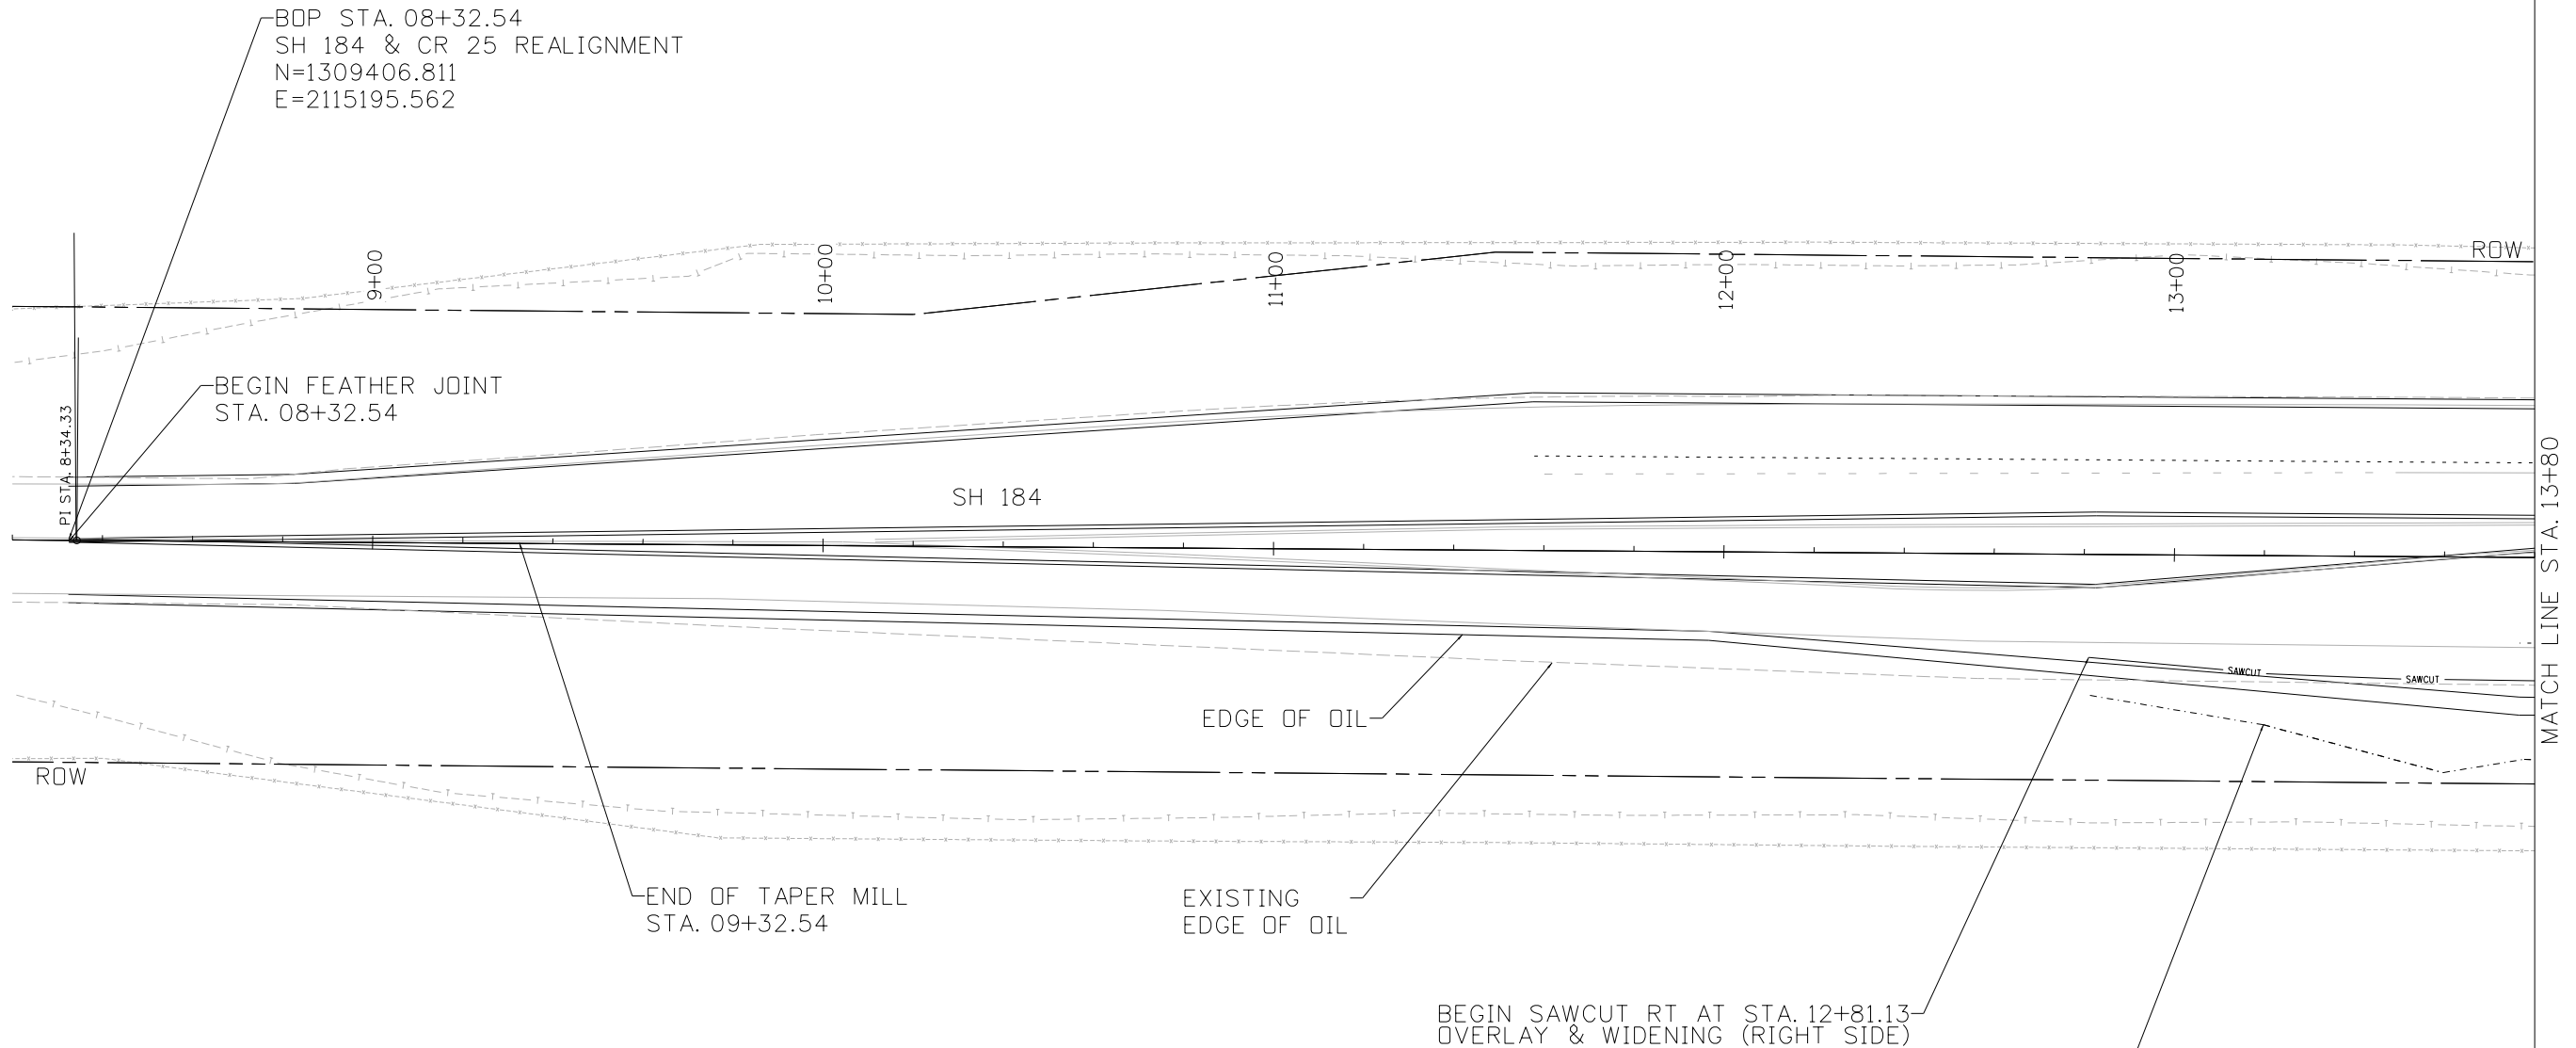 BOP STA. 08+32.54
SH 184 & CR 25 REALIGNMENT
N=1309406.811
E=2115195.562
ROW
9+00
10+00
11+00
12+00
13+00
BEGIN FEATHER JOINT
STA. 08+32.54
PI STA. 8+34.33
SH 184
MATCH LINE STA. 13+80
SAWCUT
SAWCUT
EDGE OF OIL
ROW
END OF TAPER MILL
STA. 09+32.54
EXISTING
EDGE OF OIL
BEGIN SAWCUT RT AT STA. 12+81.13
OVERLAY & WIDENING (RIGHT SIDE)